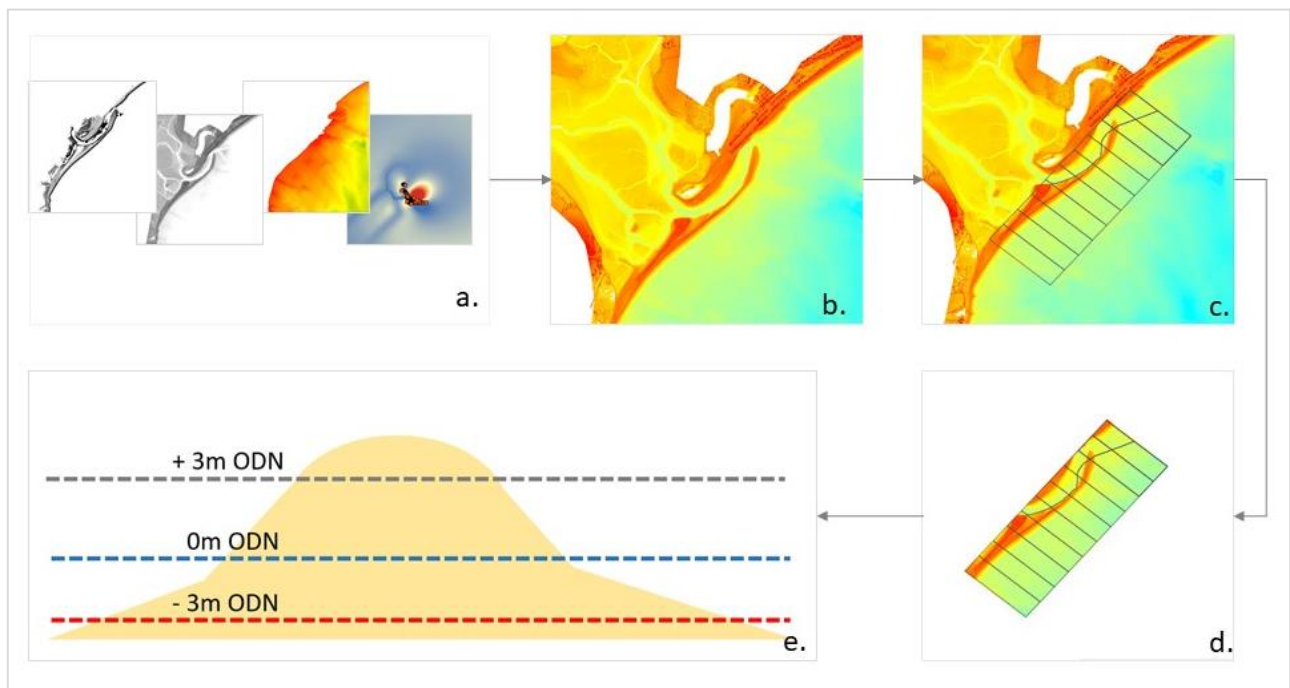 a.
b.
c.
+ 3m ODN
0m ODN
- 3m ODN
e.
d.